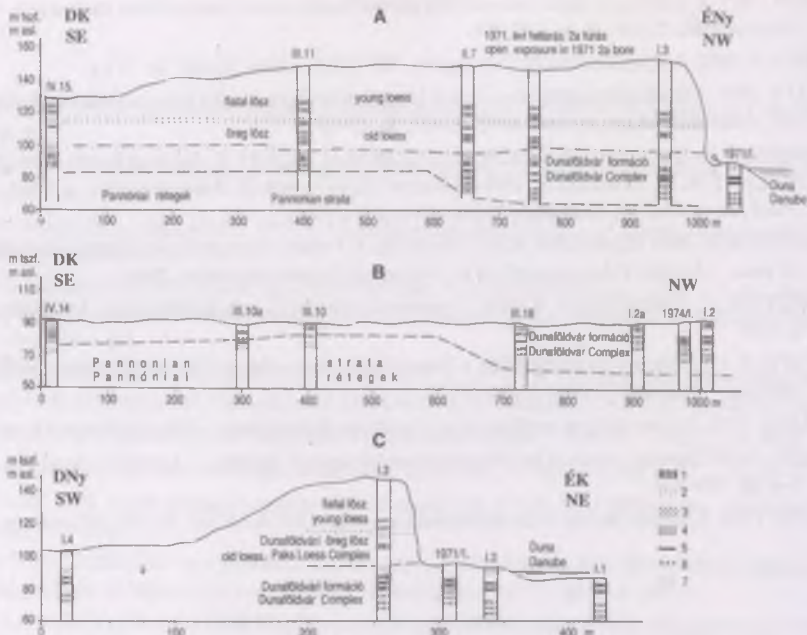 A
DK
SE
ÉNy
NW
m tszf.
m asl.
140
120
100
80
60
IV.15.
III.11
II.7
1971. évi feltárás, 2a fúrás
open exposure in 1971 2a bore
I.3
1971/I.
fiatal lösz
young loess
öreg lösz
old loess
Dunaföldvár formáció
Dunaföldvár Complex
Pannóniai rétegek
Pannonian strata
Duna
Danube
0 100 200 300 400 500 600 700 800 900 1000 m
B
DK
SE
NW
m tszf.
m asl.
110
90
70
50
IV.14
III.10a
III.10
III.18
I.2a
1974/I.
I.2
Dunaföldvár formáció
Dunaföldvár Complex
Pannonian strata
Pannóniai rétegek
0 100 200 300 400 500 600 700 800 900 1000 m
C
DNy
SW
ÉK
NE
m tszf.
m asl.
140
120
100
80
60
I.4
I.3
1971/I.
I.2
I.1
fiatal lösz
young loess
Dunaföldvári öreg lösz
old loess, Paks Loess Complex
Dunaföldvári formáció
Dunaföldvár Complex
Duna
Danube
0 100 200 300 400 m
1
2
3
4
5
6
7